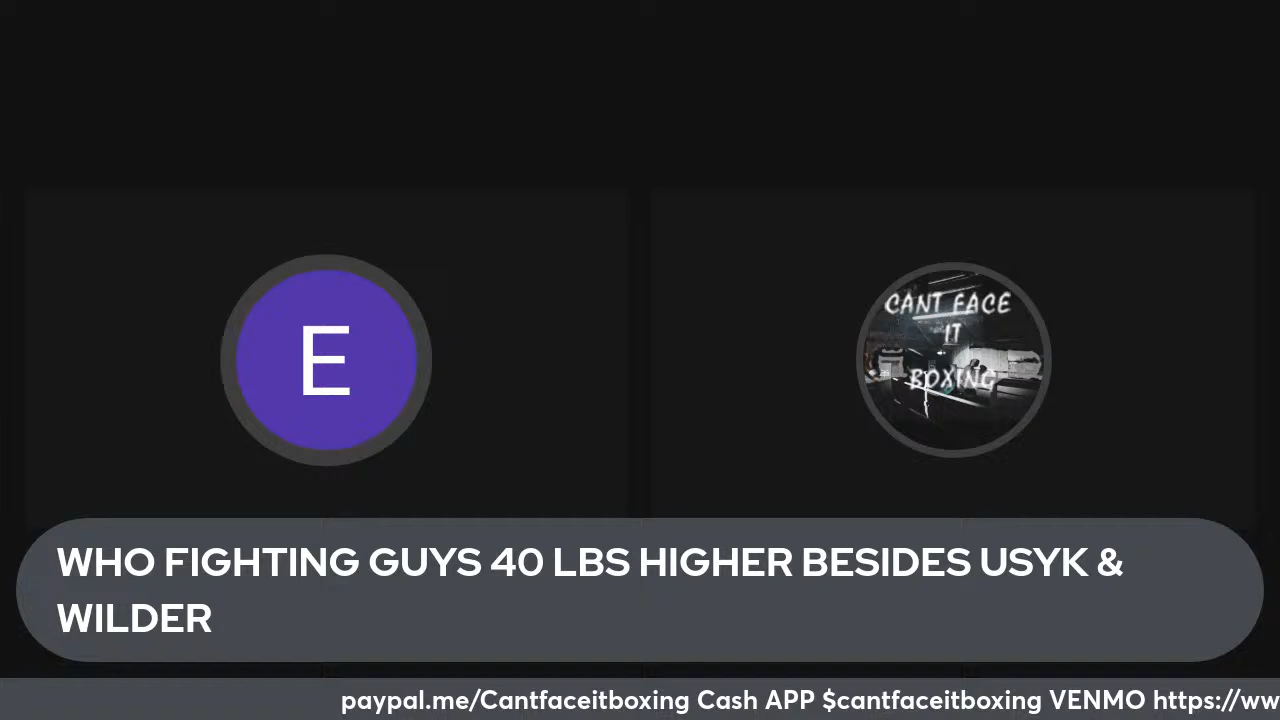 E
CANT FACE
IT
BOXING
WHO FIGHTING GUYS 40 LBS HIGHER BESIDES USYK &
WILDER
paypal.me/Cantfaceitboxing Cash APP $cantfaceitboxing VENMO https://ww